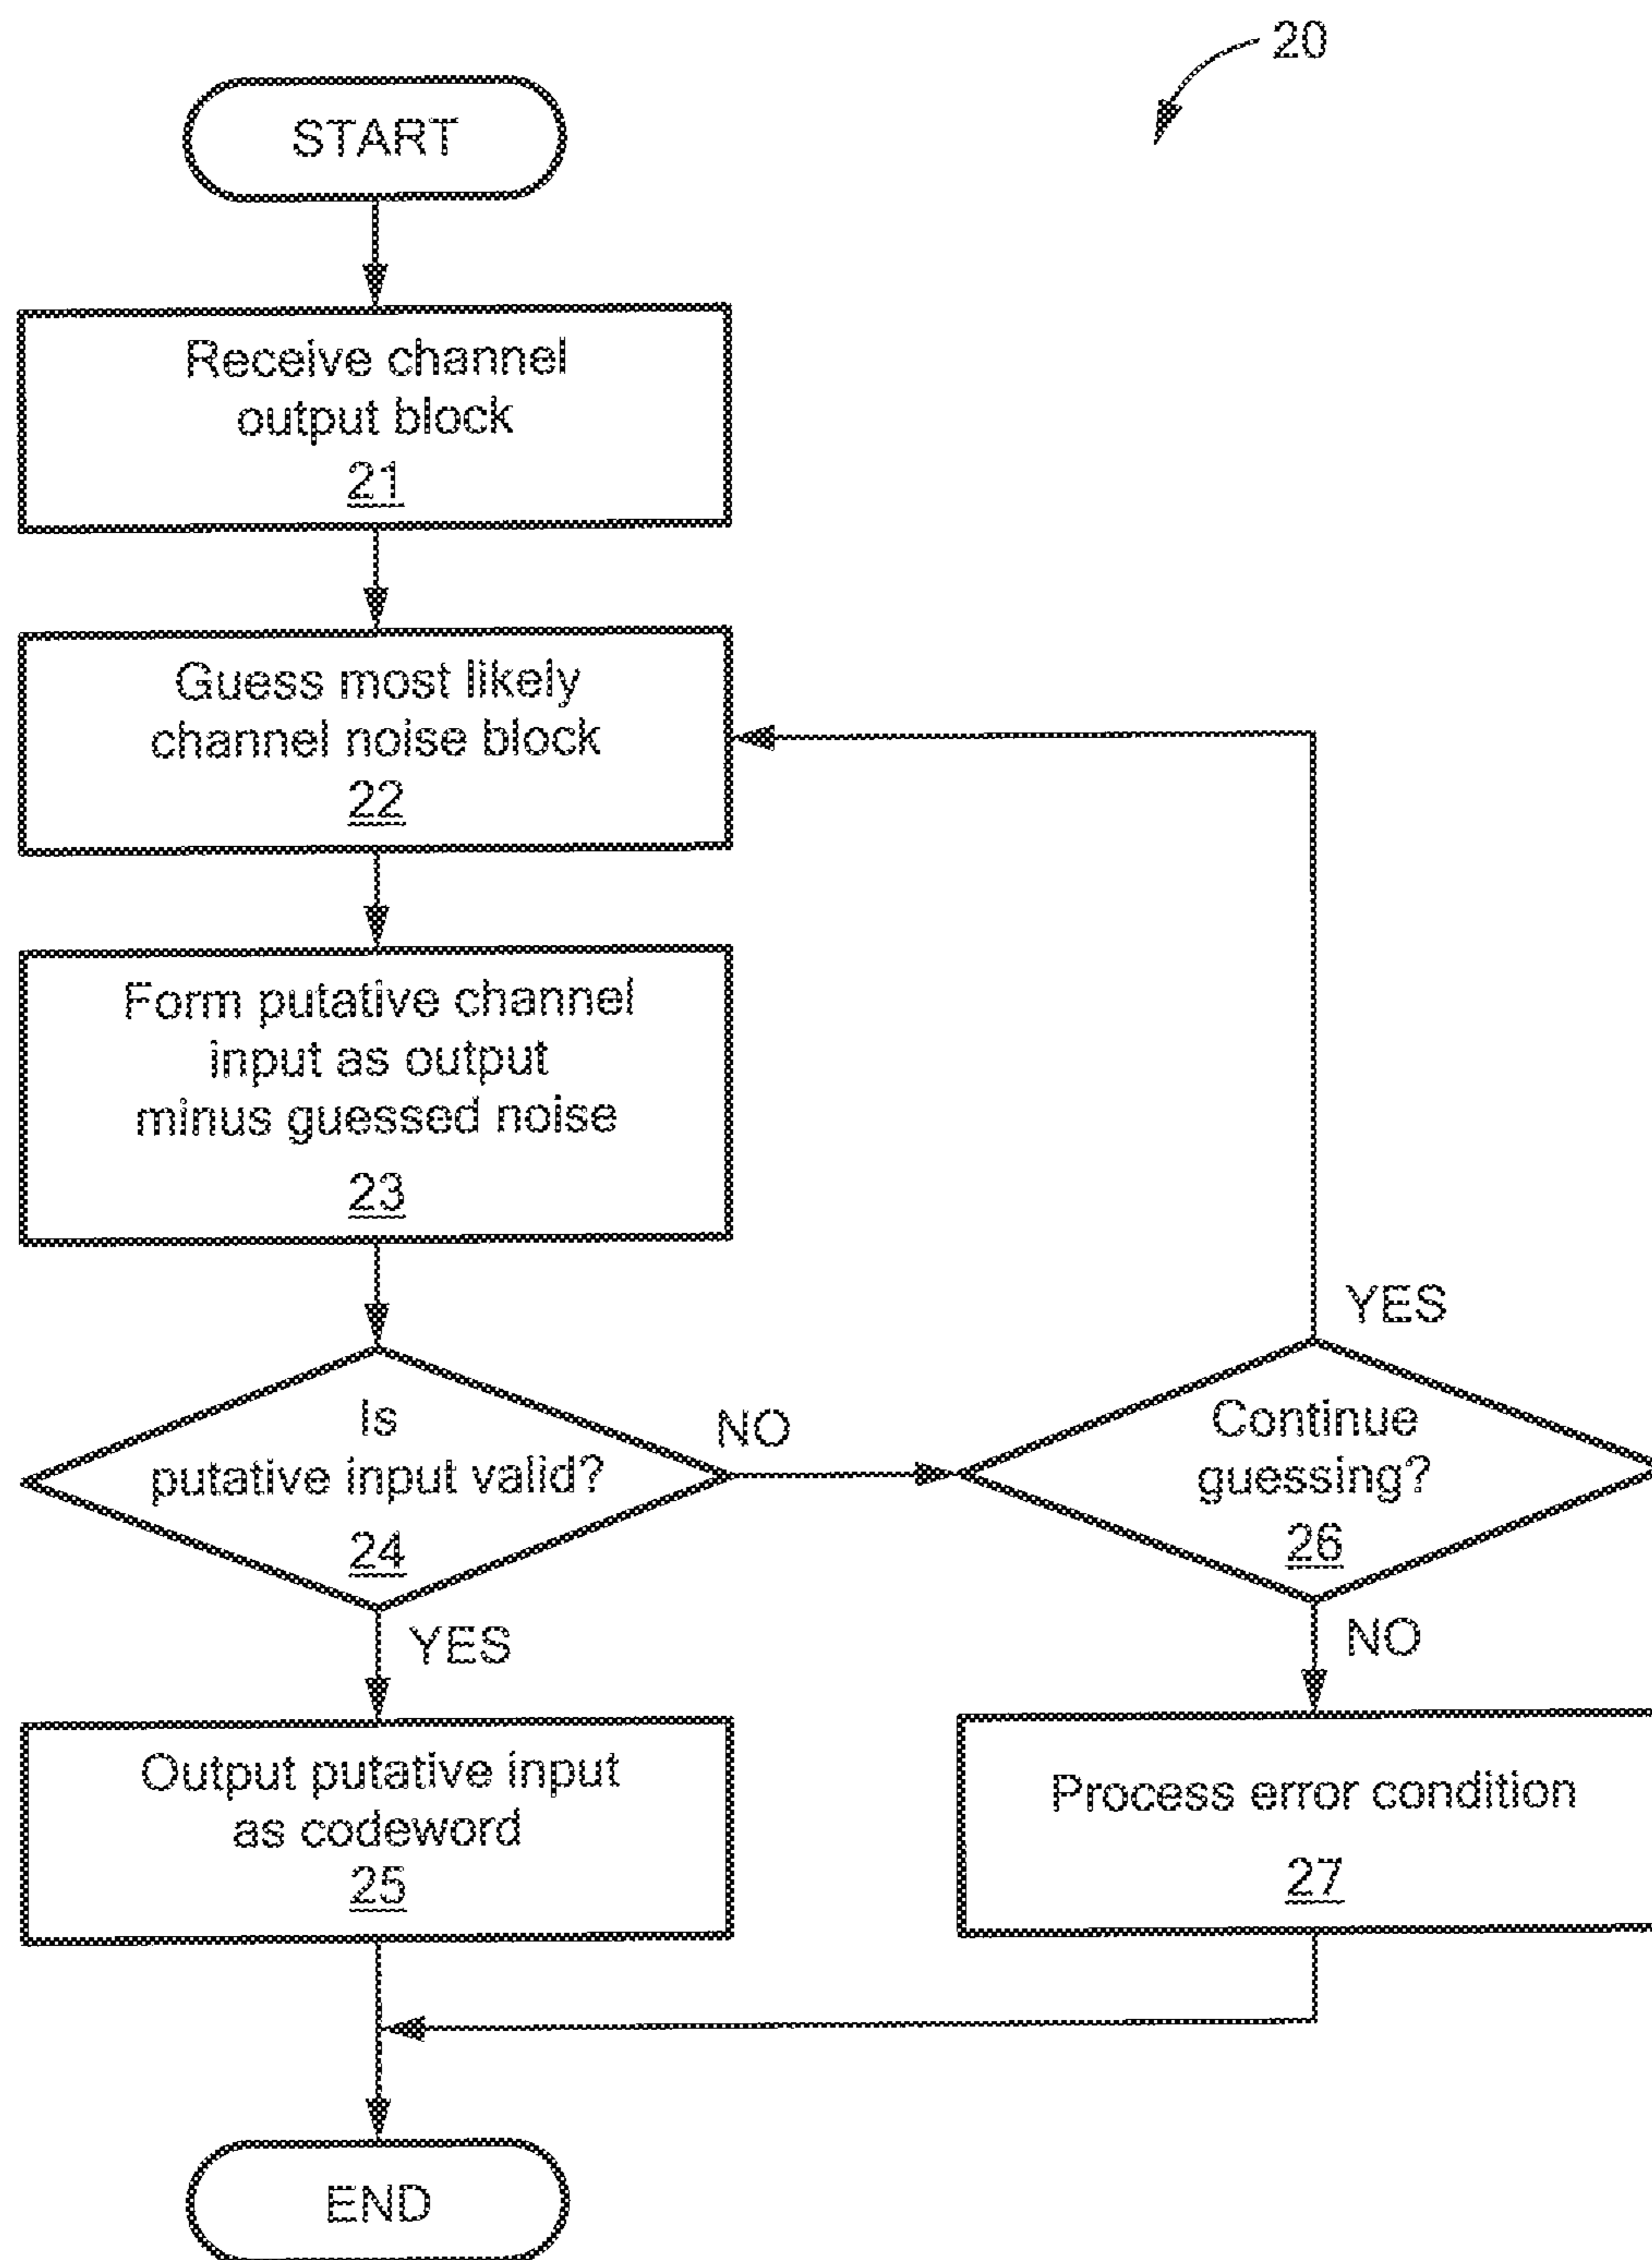 20
START
Receive channel
output block
21
Guess most likely
channel noise block
22
Form putative channel
input as output
minus guessed noise
23
YES
Is
putative input valid?
24
NO
Continue
guessing?
26
YES
NO
Output putative input
as codeword
25
Process error condition
27
END